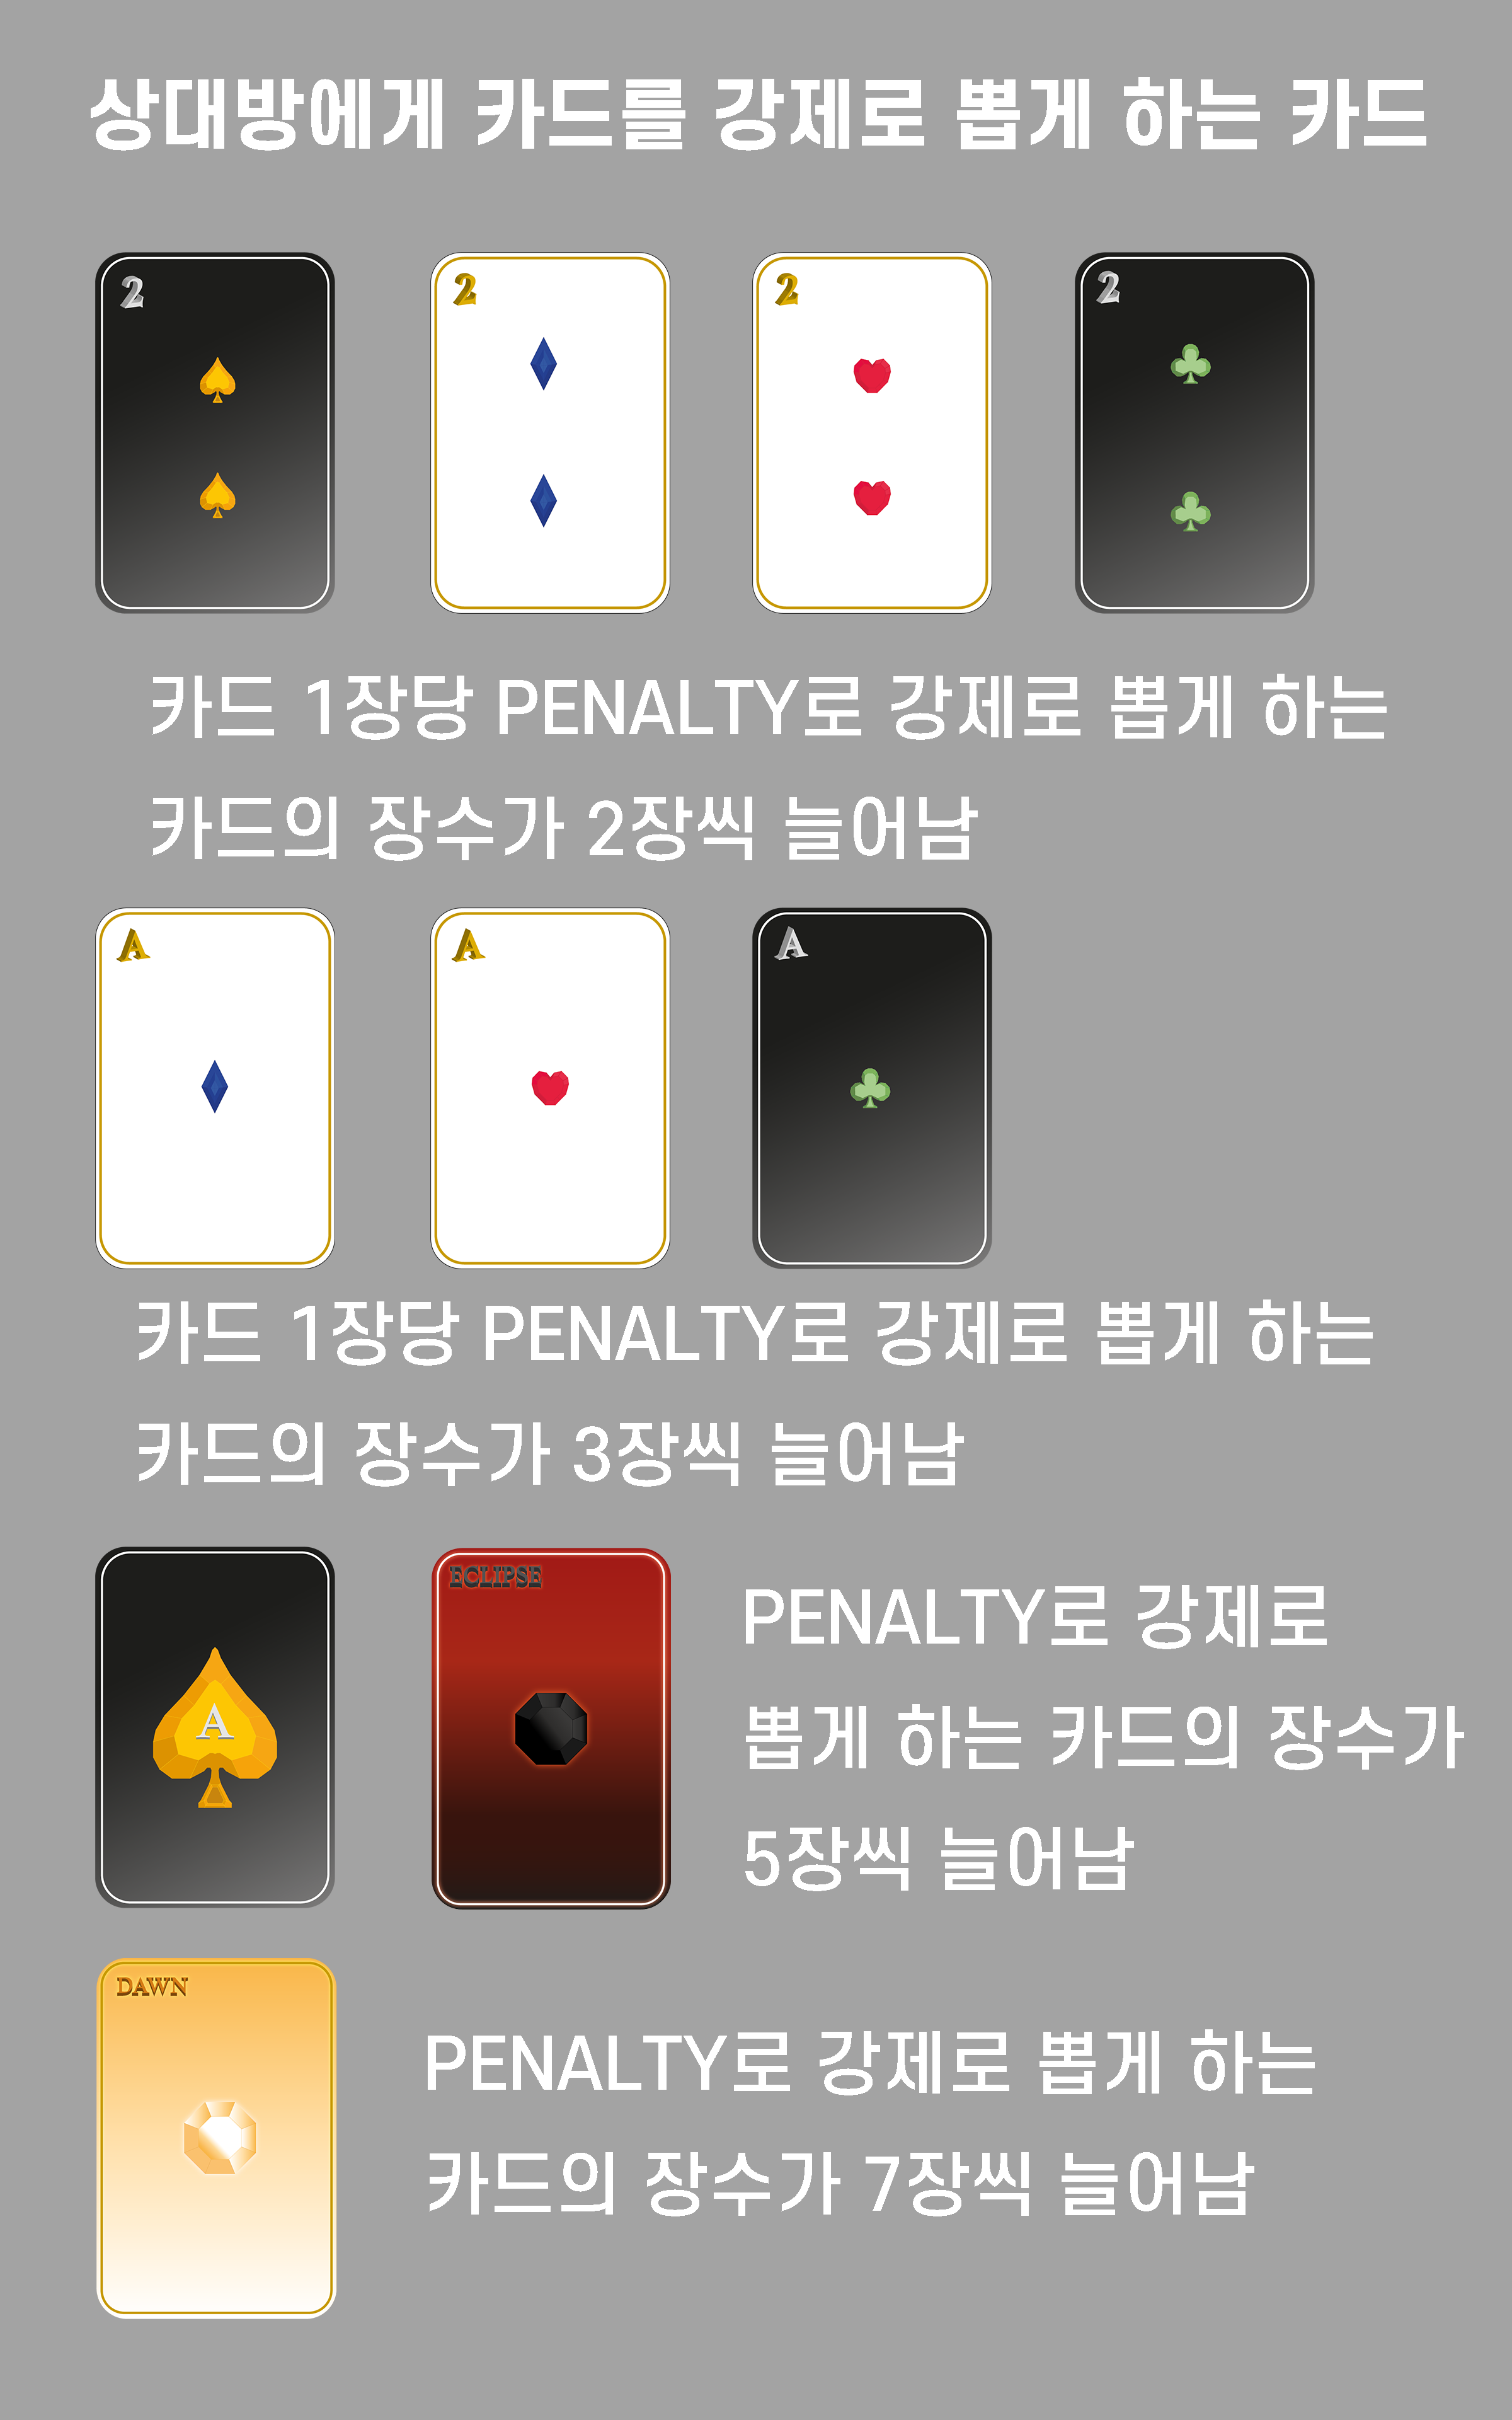 상대방에게 카드를 강제로 뽑게 하는 카드
2 2 2 2
카드 1장당 PENALTY로 강제로 뽑게 하는
카드의 장수가 2장씩 늘어남
A A A
카드 1장당 PENALTY로 강제로 뽑게 하는
카드의 장수가 3장씩 늘어남
ECLIPSE
A
PENALTY로 강제로
뽑게 하는 카드의 장수가
5장씩 늘어남
DAWN
PENALTY로 강제로 뽑게 하는
카드의 장수가 7장씩 늘어남